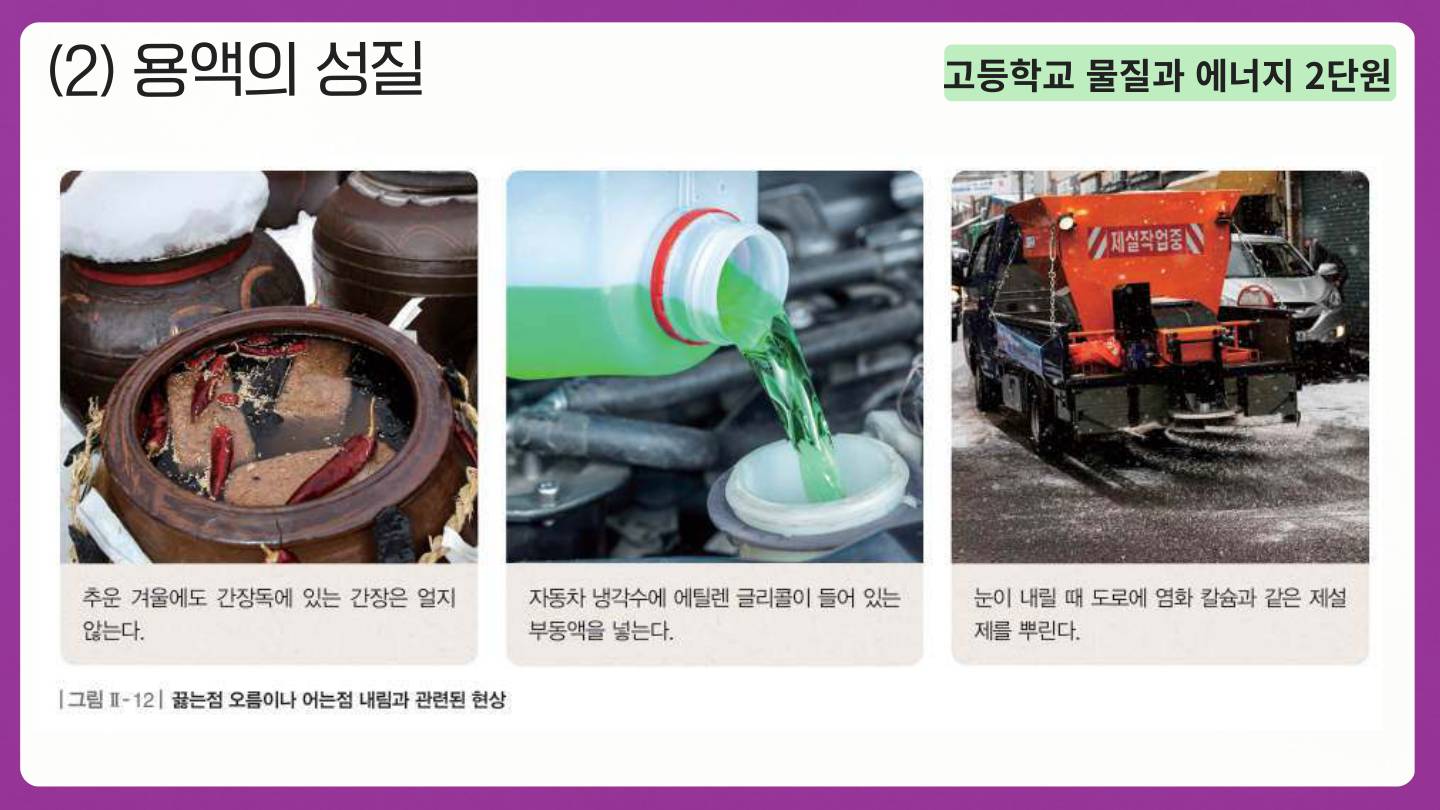 (2) 용액의 성질
고등학교 물질과 에너지 2단원
제설작업중
추운 겨울에도 간장독에 있는 간장은 얼지
않는다.
자동차 냉각수에 에틸렌 글리콜이 들어 있는
부동액을 넣는다.
눈이 내릴 때 도로에 염화 칼슘과 같은 제설
제를 뿌린다.
| 그림 Ⅱ-12 | 끓는점 오름이나 어는점 내림과 관련된 현상